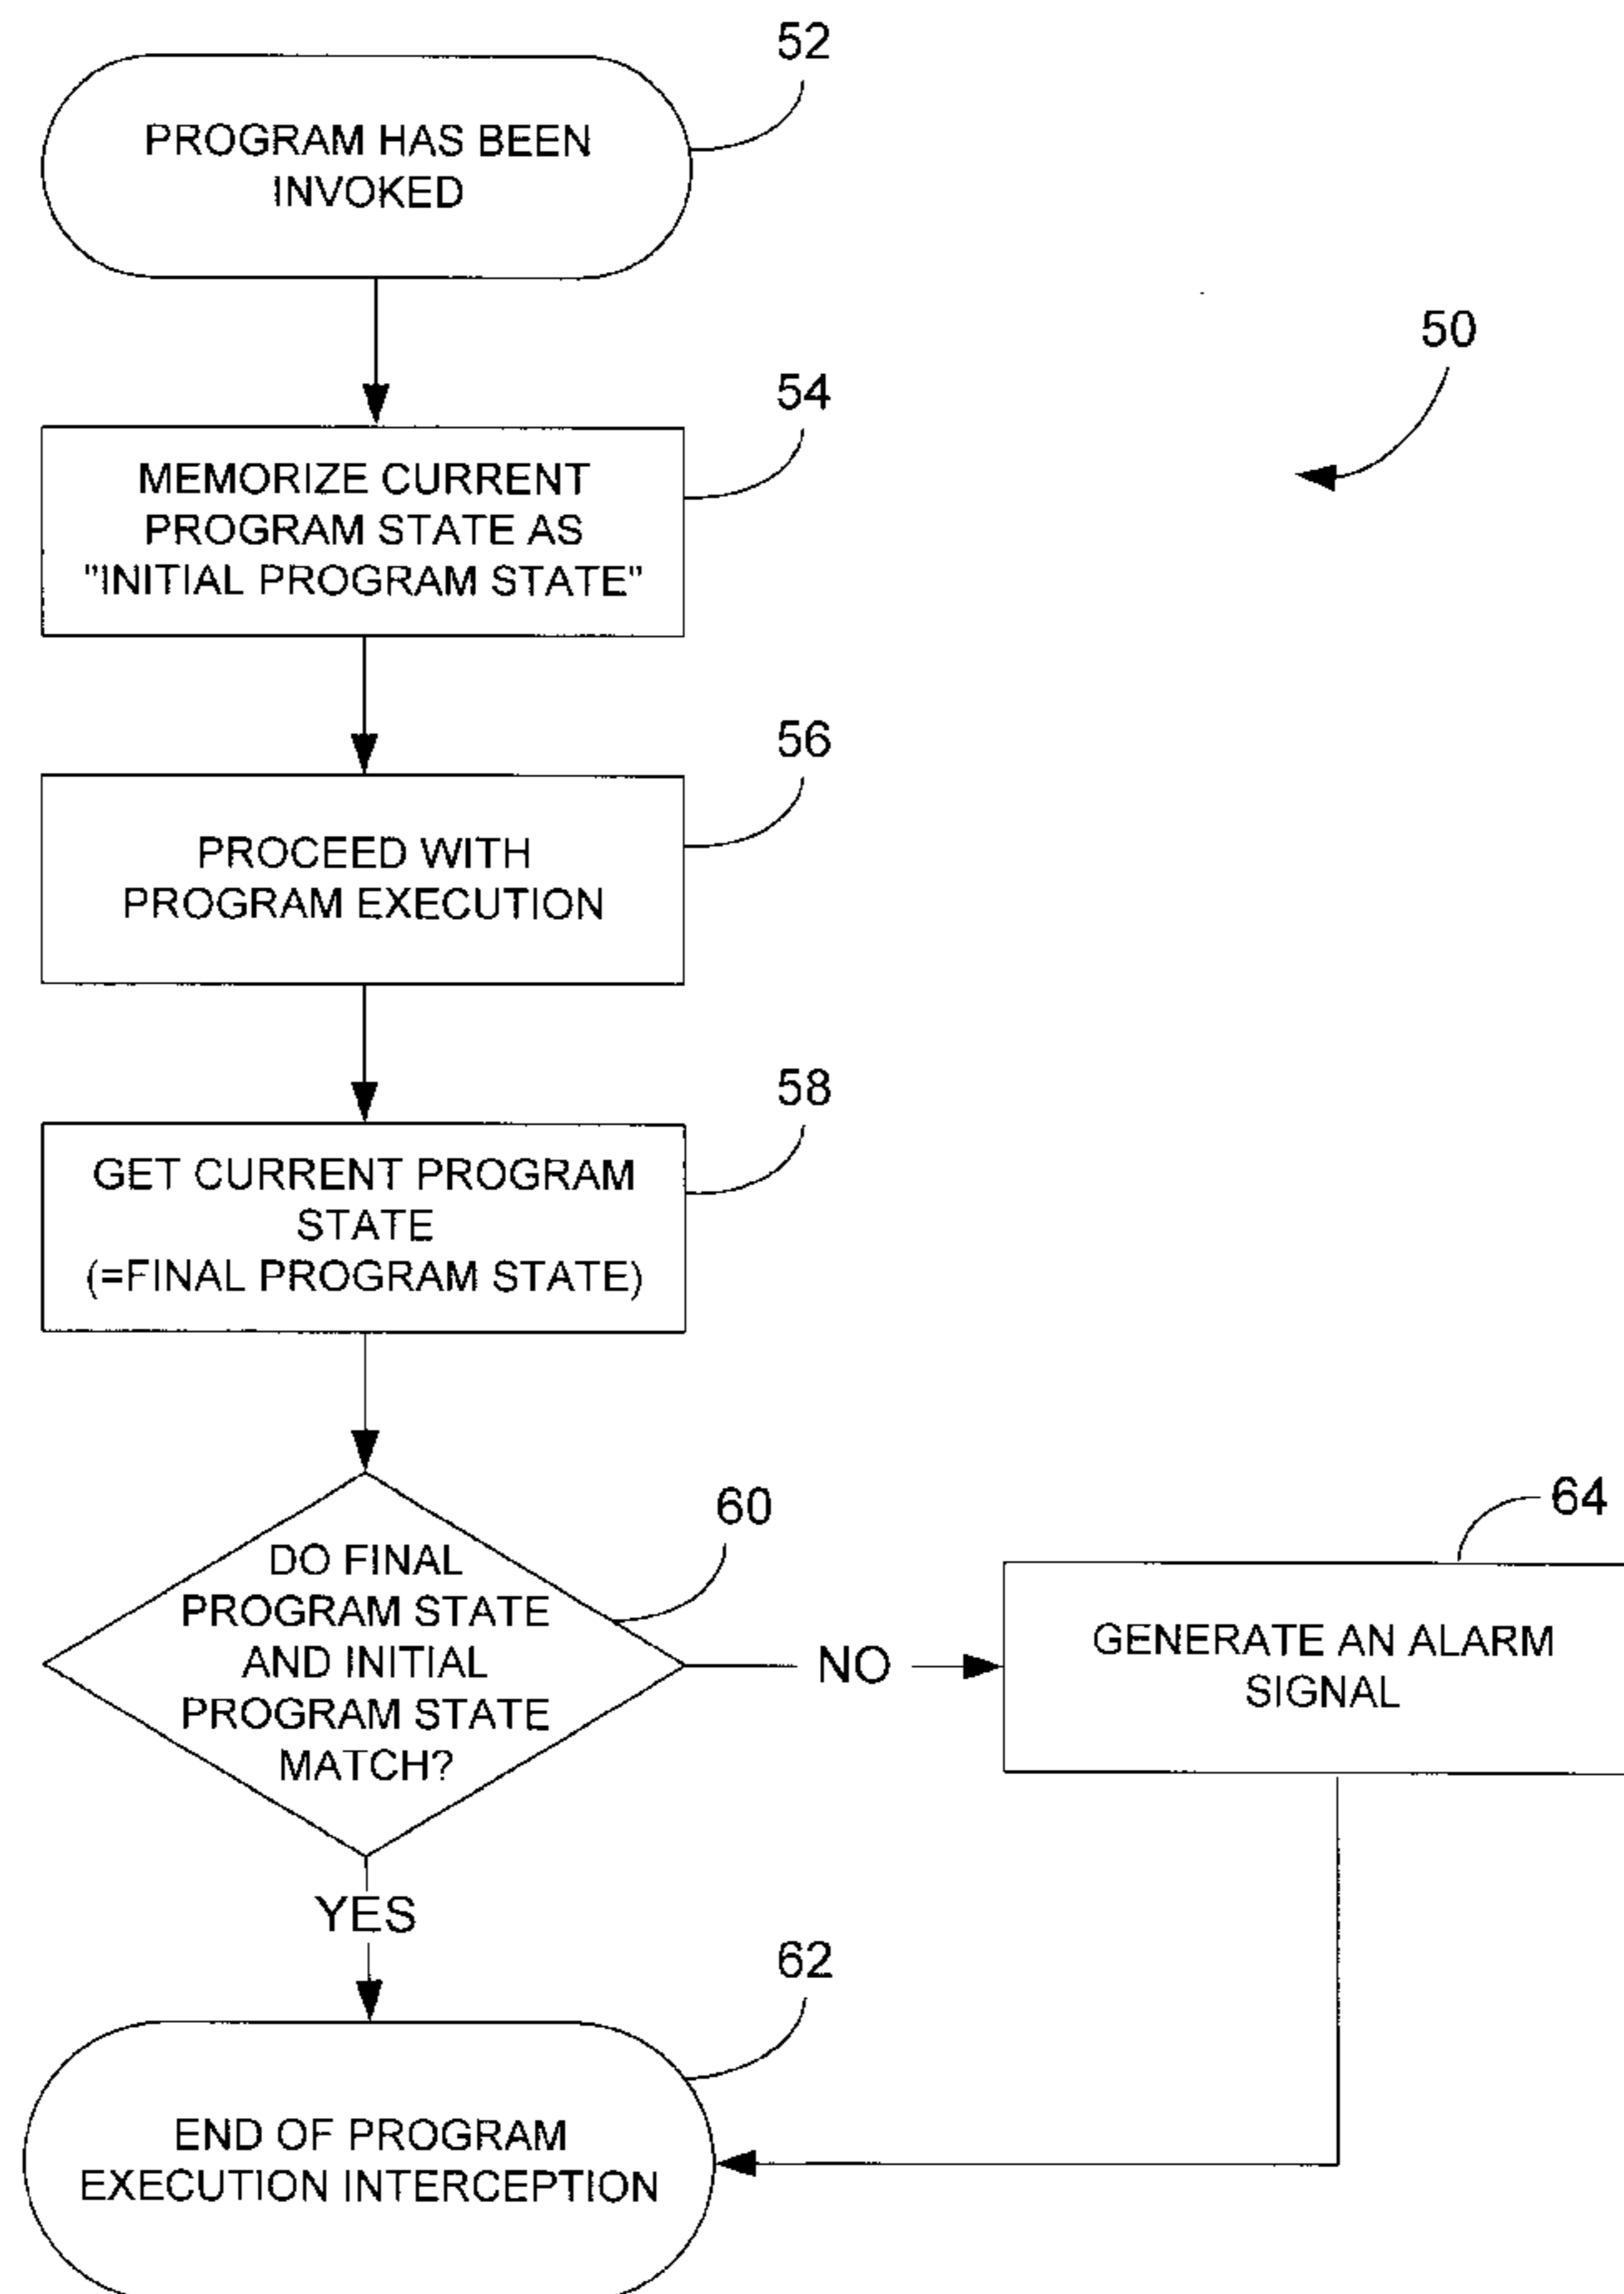 52
PROGRAM HAS BEEN
INVOKED
50
54
MEMORIZE CURRENT
PROGRAM STATE AS
"INITIAL PROGRAM STATE"
56
PROCEED WITH
PROGRAM EXECUTION
58
GET CURRENT PROGRAM
STATE
(=FINAL PROGRAM STATE)
60
DO FINAL
PROGRAM STATE
AND INITIAL
PROGRAM STATE
MATCH?
NO
64
GENERATE AN ALARM
SIGNAL
YES
62
END OF PROGRAM
EXECUTION INTERCEPTION